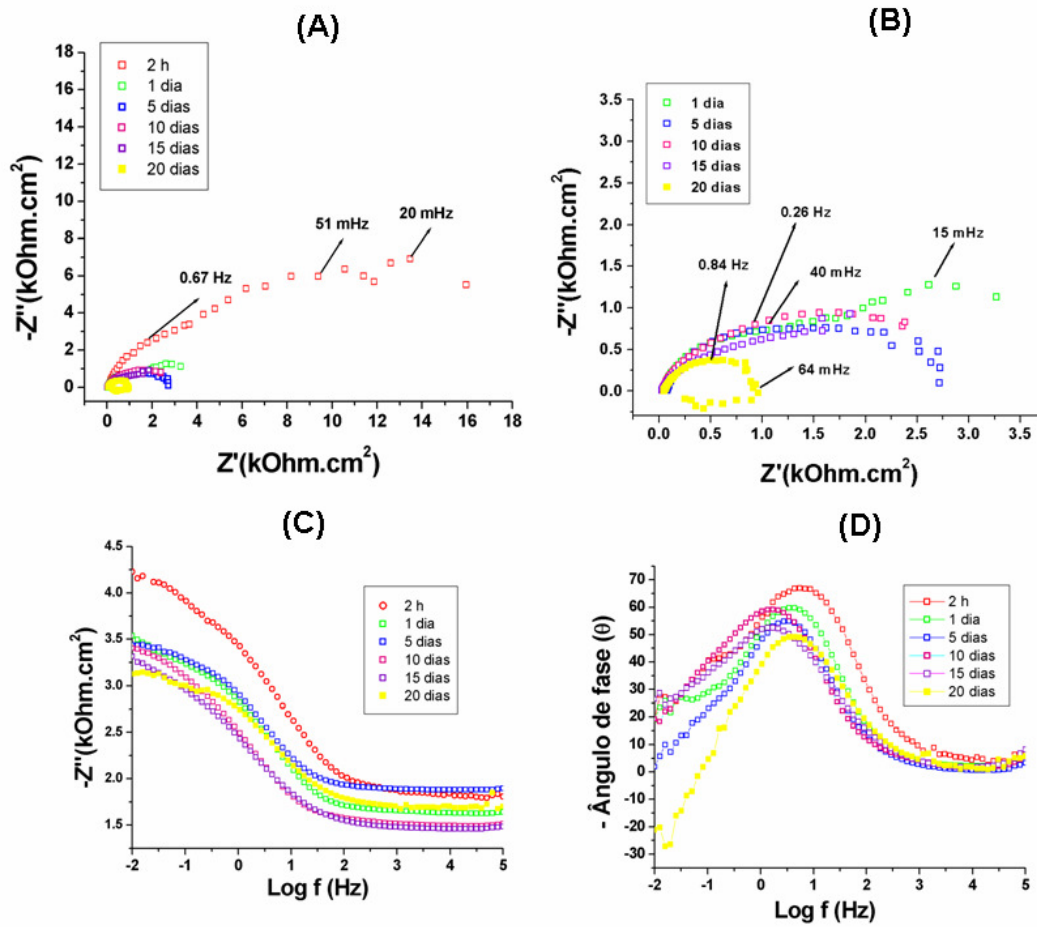 (A)
18
16
14
12
10
8
6
4
2
0
-Z''(kOhm.cm²)
2 h
1 dia
5 dias
10 dias
15 dias
20 dias
0.67 Hz
51 mHz
20 mHz
0 2 4 6 8 10 12 14 16 18
Z'(kOhm.cm²)
(B)
3.5
3.0
2.5
2.0
1.5
1.0
0.5
0.0
-Z''(kOhm.cm²)
1 dia
5 dias
10 dias
15 dias
20 dias
0.84 Hz
0.26 Hz
40 mHz
15 mHz
64 mHz
0.0 0.5 1.0 1.5 2.0 2.5 3.0 3.5
Z'(kOhm.cm²)
(C)
4.5
4.0
3.5
3.0
2.5
2.0
1.5
-Z''(kOhm.cm²)
2 h
1 dia
5 dias
10 dias
15 dias
20 dias
-2 -1 0 1 2 3 4 5
Log f (Hz)
(D)
70
60
50
40
30
20
10
0
-10
-20
-30
- Ângulo de fase (θ)
2 h
1 dia
5 dias
10 dias
15 dias
20 dias
-2 -1 0 1 2 3 4 5
Log f (Hz)